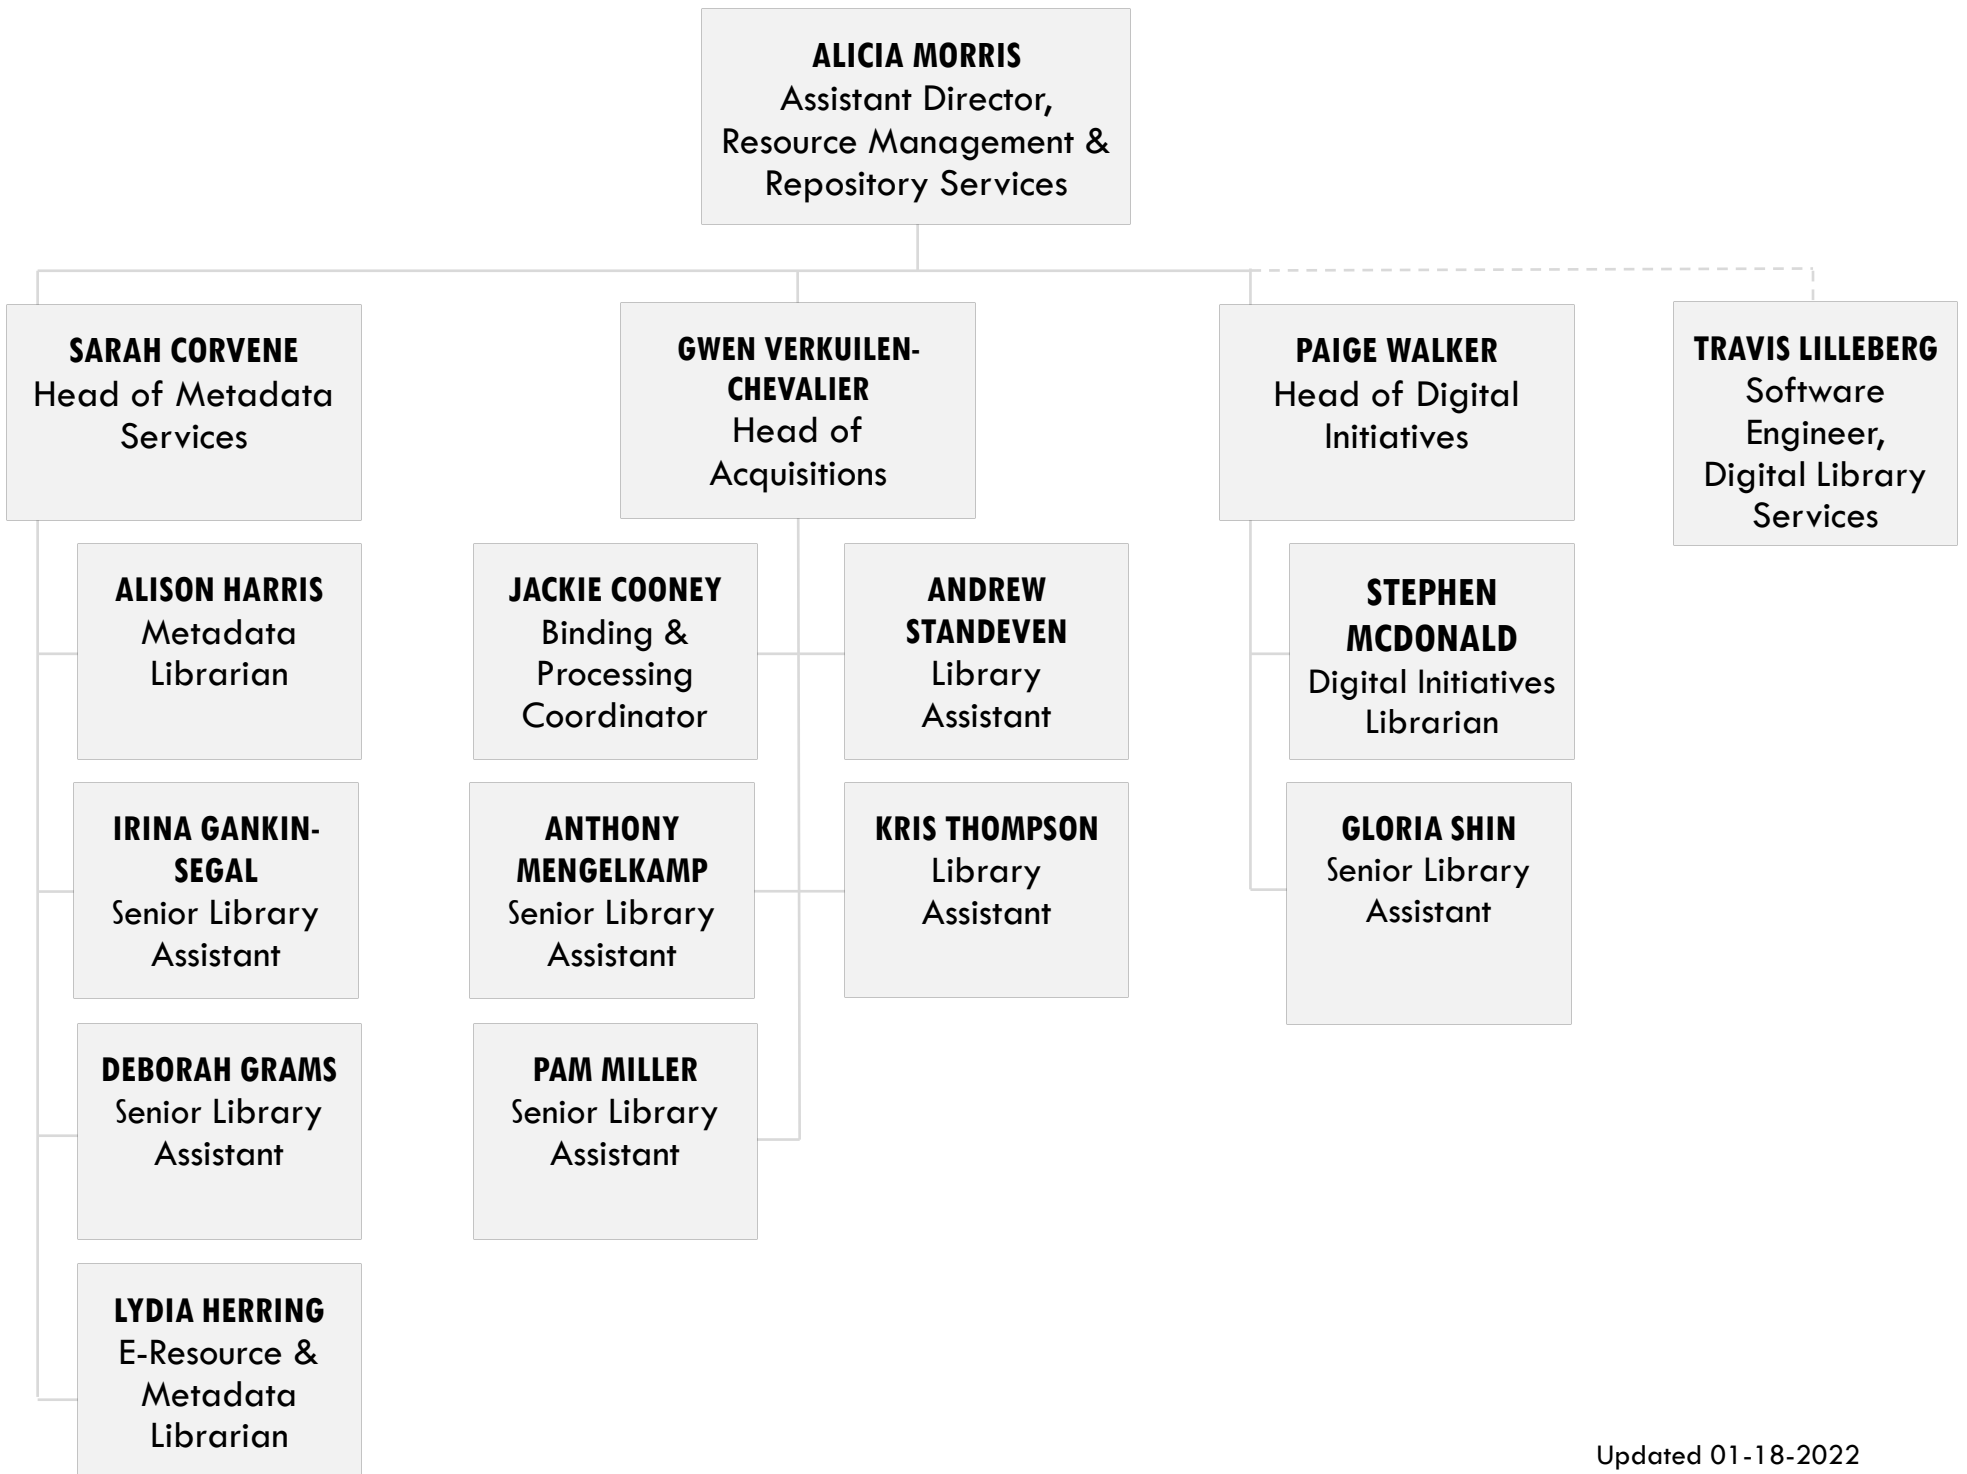 ALICIA MORRIS
Assistant Director,
Resource Management &
Repository Services
SARAH CORVENE
Head of Metadata
Services
GWEN VERKUILEN-
CHEVALIER
Head of
Acquisitions
PAIGE WALKER
Head of Digital
Initiatives
TRAVIS LILLEBERG
Software
Engineer,
Digital Library
Services
ALISON HARRIS
Metadata
Librarian
IRINA GANKIN-
SEGAL
Senior Library
Assistant
DEBORAH GRAMS
Senior Library
Assistant
LYDIA HERRING
E-Resource &
Metadata
Librarian
JACKIE COONEY
Binding &
Processing
Coordinator
ANDREW
STANDEVEN
Library
Assistant
ANTHONY
MENGELKAMP
Senior Library
Assistant
KRIS THOMPSON
Library
Assistant
PAM MILLER
Senior Library
Assistant
STEPHEN
MCDONALD
Digital Initiatives
Librarian
GLORIA SHIN
Senior Library
Assistant
Updated 01-18-2022